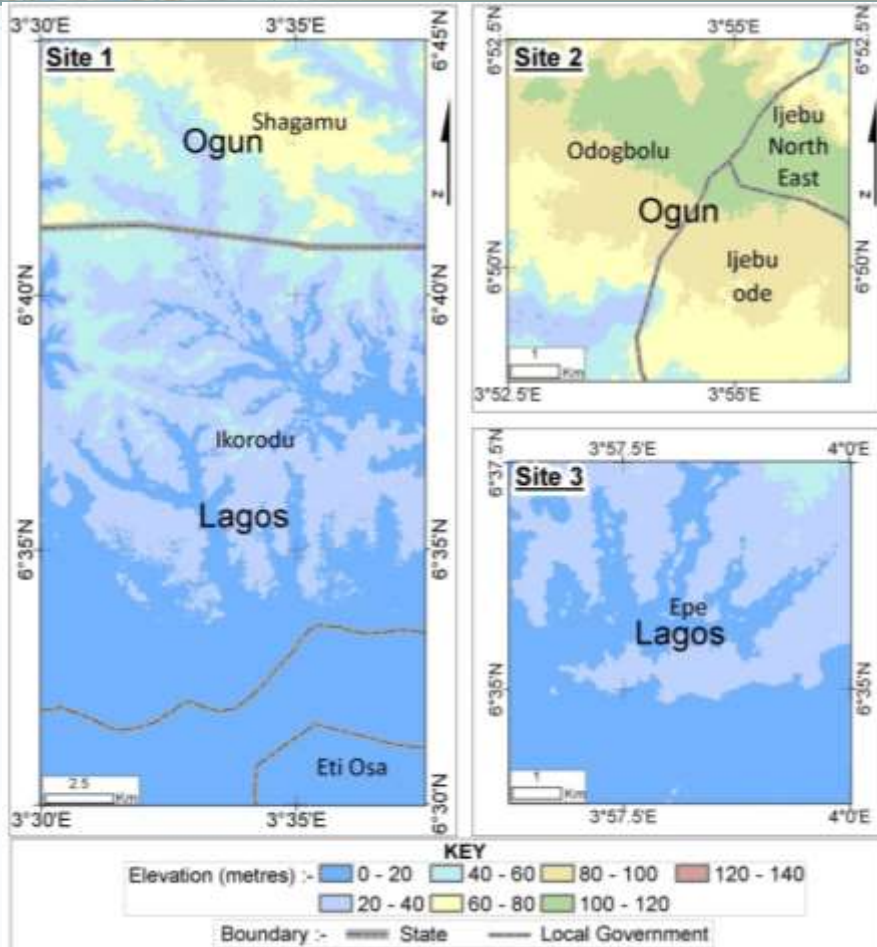 3°30'E
3°35'E
6°45'N
Site 1
Shagamu
Ogun
z
6°40'N
6°40'N
Ikorodu
Lagos
6°35'N
6°35'N
Eti Osa
2.5
Km
6°30'N
3°30'E
3°35'E
3°55'E
6°52.5'N
6°52.5'N
Site 2
Ijebu
North
East
Odogbolu
z
Ogun
6°50'N
6°50'N
Ijebu
ode
1
Km
3°52.5'E
3°55'E
3°57.5'E
4°0'E
6°37.5'N
Site 3
Epe
Lagos
6°35'N
6°35'N
1
Km
3°57.5'E
4°0'E
KEY
Elevation (metres) :- 0 - 20 40 - 60 80 - 100 120 - 140
20 - 40 60 - 80 100 - 120
Boundary :- State Local Government